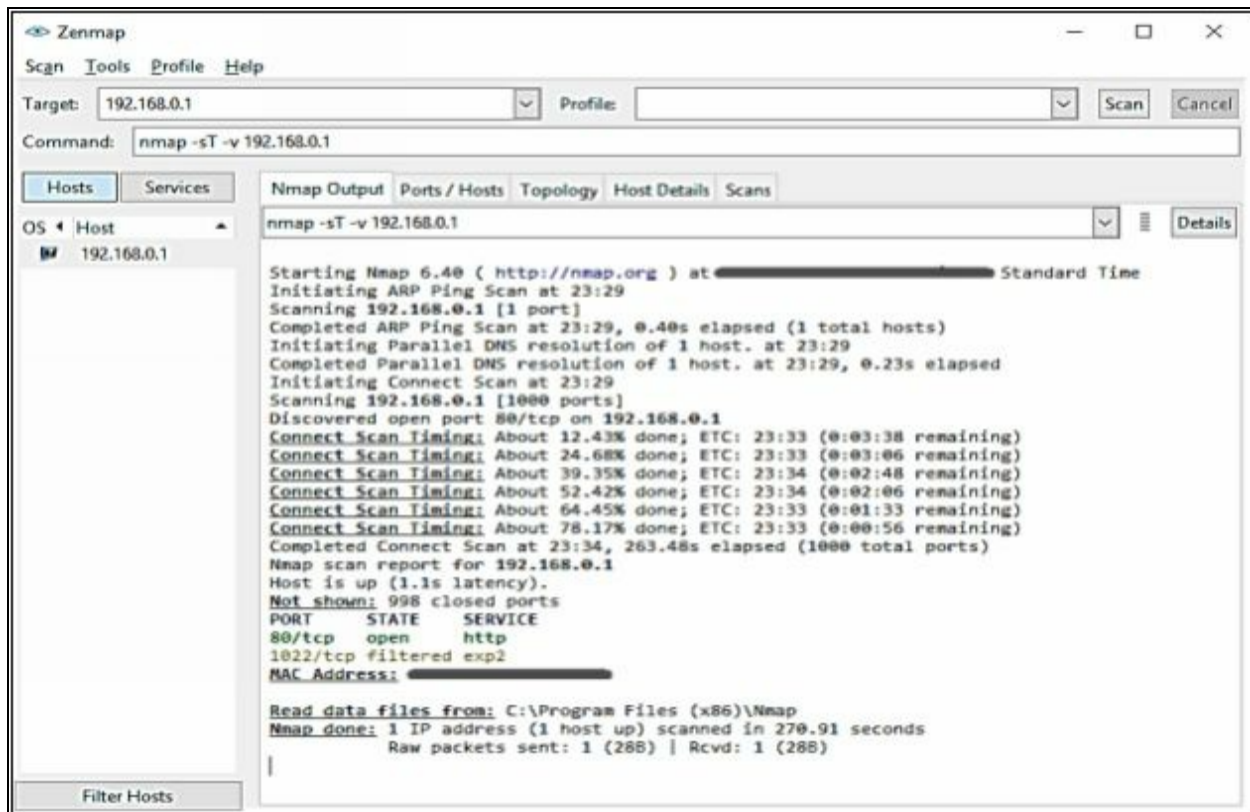 Zenmap
Scan Tools Profile Help
Target: 192.168.0.1 Profile: Scan Cancel
Command: nmap -sT -v 192.168.0.1
Hosts Services Nmap Output Ports / Hosts Topology Host Details Scans
OS Host nmap -sT -v 192.168.0.1 Details
192.168.0.1
Starting Nmap 6.40 ( http://nmap.org ) at Standard Time
Initiating ARP Ping Scan at 23:29
Scanning 192.168.0.1 [1 port]
Completed ARP Ping Scan at 23:29, 0.40s elapsed (1 total hosts)
Initiating Parallel DNS resolution of 1 host. at 23:29
Completed Parallel DNS resolution of 1 host. at 23:29, 0.23s elapsed
Initiating Connect Scan at 23:29
Scanning 192.168.0.1 [1000 ports]
Discovered open port 80/tcp on 192.168.0.1
Connect Scan Timing: About 12.43% done; ETC: 23:33 (0:03:38 remaining)
Connect Scan Timing: About 24.68% done; ETC: 23:33 (0:03:06 remaining)
Connect Scan Timing: About 39.35% done; ETC: 23:34 (0:02:48 remaining)
Connect Scan Timing: About 52.42% done; ETC: 23:34 (0:02:06 remaining)
Connect Scan Timing: About 64.45% done; ETC: 23:33 (0:01:33 remaining)
Connect Scan Timing: About 78.17% done; ETC: 23:33 (0:00:56 remaining)
Completed Connect Scan at 23:34, 263.48s elapsed (1000 total ports)
Nmap scan report for 192.168.0.1
Host is up (1.1s latency).
Not shown: 998 closed ports
PORT STATE SERVICE
80/tcp open http
1022/tcp filtered exp2
MAC Address:
Read data files from: C:\Program Files (x86)\Nmap
Nmap done: 1 IP address (1 host up) scanned in 270.91 seconds
Raw packets sent: 1 (28B) | Rcvd: 1 (28B)
Filter Hosts